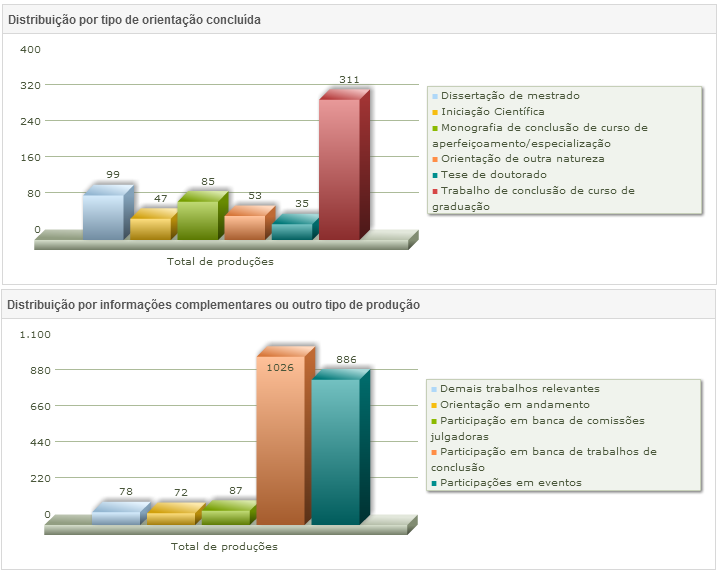 Distribuição por tipo de orientação concluída
400
320
240
160
80
0
99
47
85
53
35
311
Total de produções
Dissertação de mestrado
Iniciação Científica
Monografia de conclusão de curso de
aperfeiçoamento/especialização
Orientação de outra natureza
Tese de doutorado
Trabalho de conclusão de curso de
graduação
Distribuição por informações complementares ou outro tipo de produção
1.100
880
660
440
220
0
78
72
87
1026
886
Total de produções
Demais trabalhos relevantes
Orientação em andamento
Participação em banca de comissões
julgadoras
Participação em banca de trabalhos de
conclusão
Participações em eventos